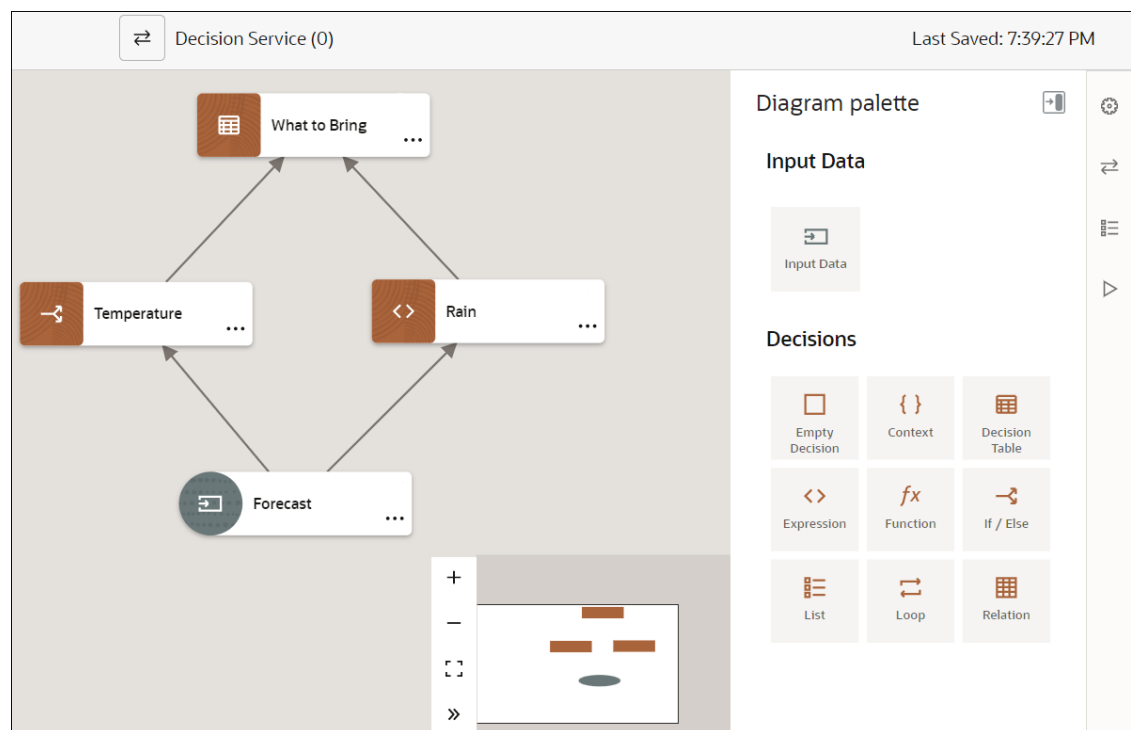 Decision Service (0)
Last Saved: 7:39:27 PM
What to Bring
Temperature
Rain
Forecast
Diagram palette
Input Data
Input Data
Decisions
Empty
Decision
Context
Decision
Table
Expression
fx
Function
If / Else
List
Loop
Relation